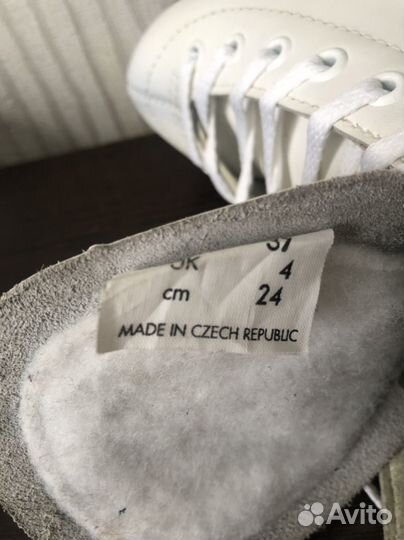 37
UK 4
cm 24
MADE IN CZECH REPUBLIC
Avito